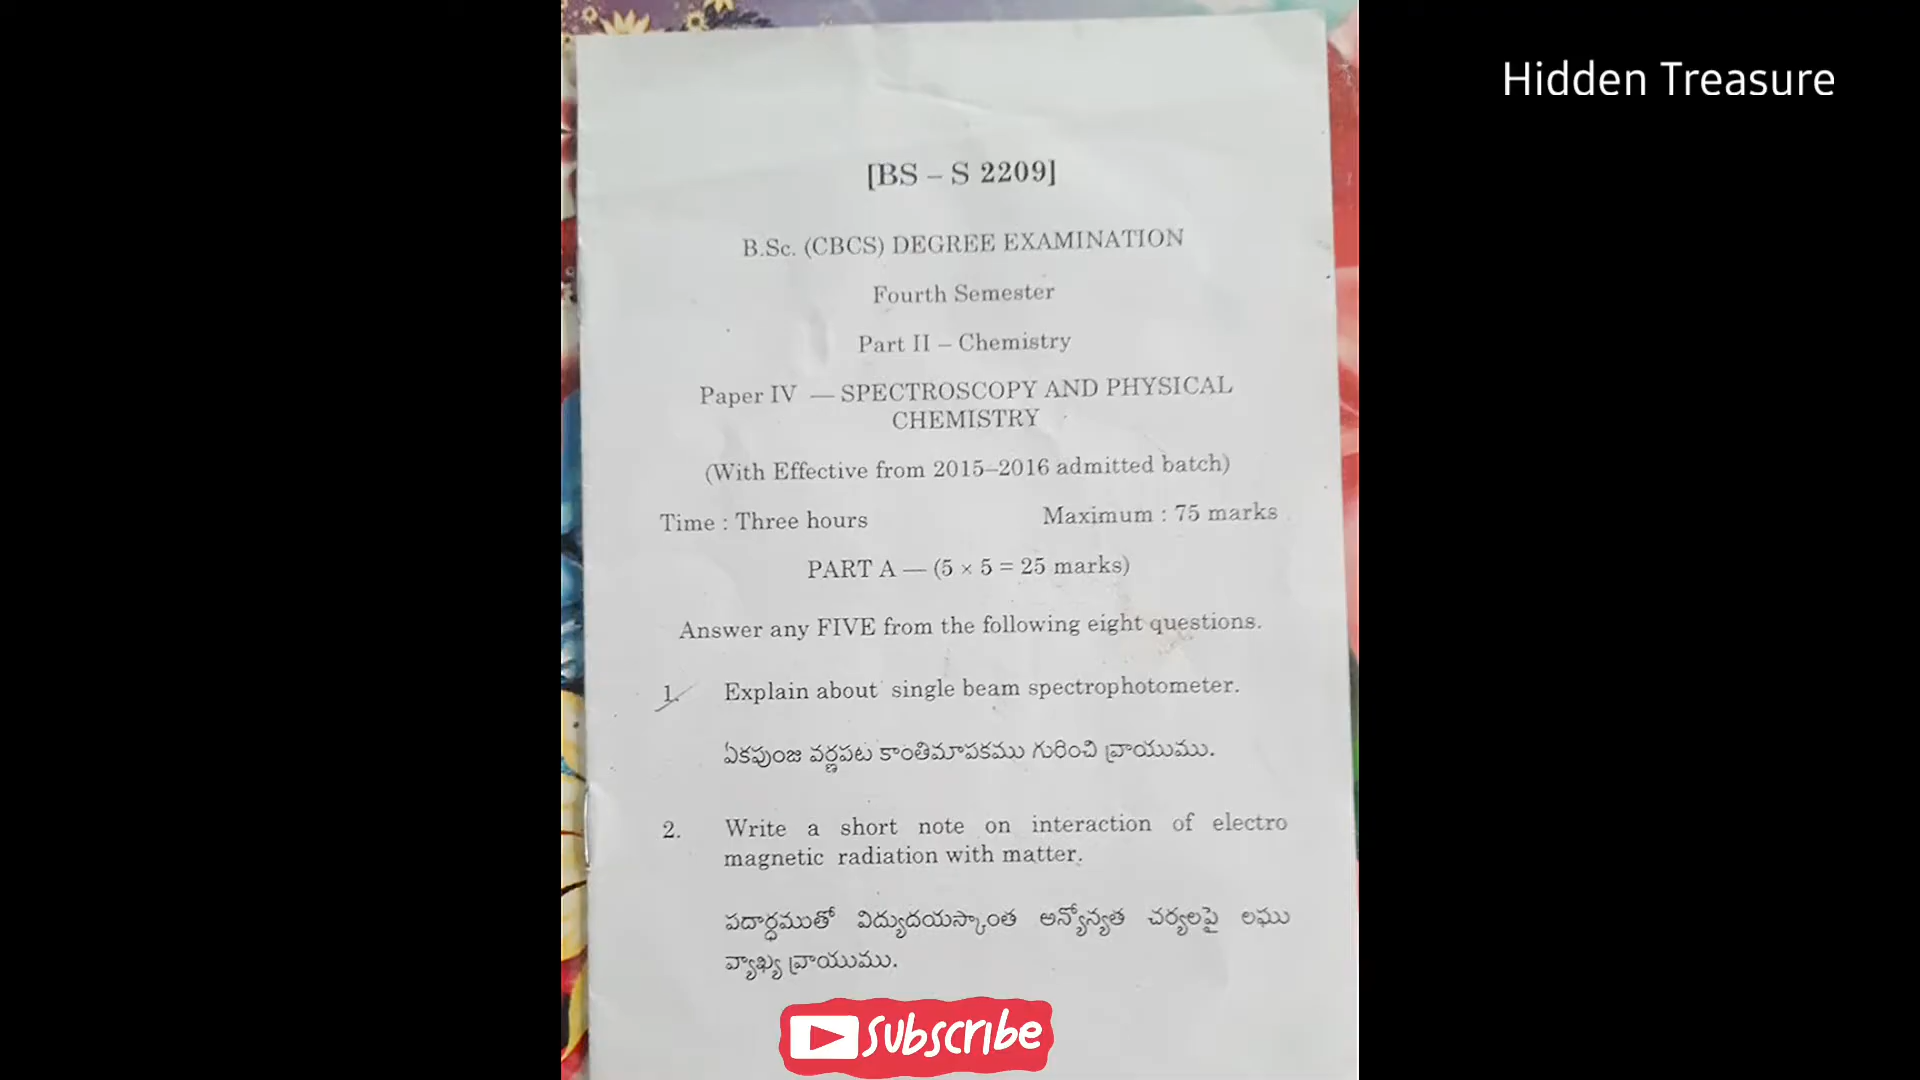 Hidden Treasure
[BS – S 2209]
B.Sc. (CBCS) DEGREE EXAMINATION
Fourth Semester
Part II – Chemistry
Paper IV — SPECTROSCOPY AND PHYSICAL
CHEMISTRY
(With Effective from 2015–2016 admitted batch)
Time : Three hours Maximum : 75 marks
PART A — (5 × 5 = 25 marks)
Answer any FIVE from the following eight questions.
1. Explain about single beam spectrophotometer.
ఏకపుంజ వర్ణపట కాంతిమాపకము గురించి వ్రాయుము.
2. Write a short note on interaction of electro
magnetic radiation with matter.
పదార్ధముతో విద్యుదయస్కాంత అన్యోన్యత చర్యలపై లఘు
వ్యాఖ్య వ్రాయుము.
Subscribe